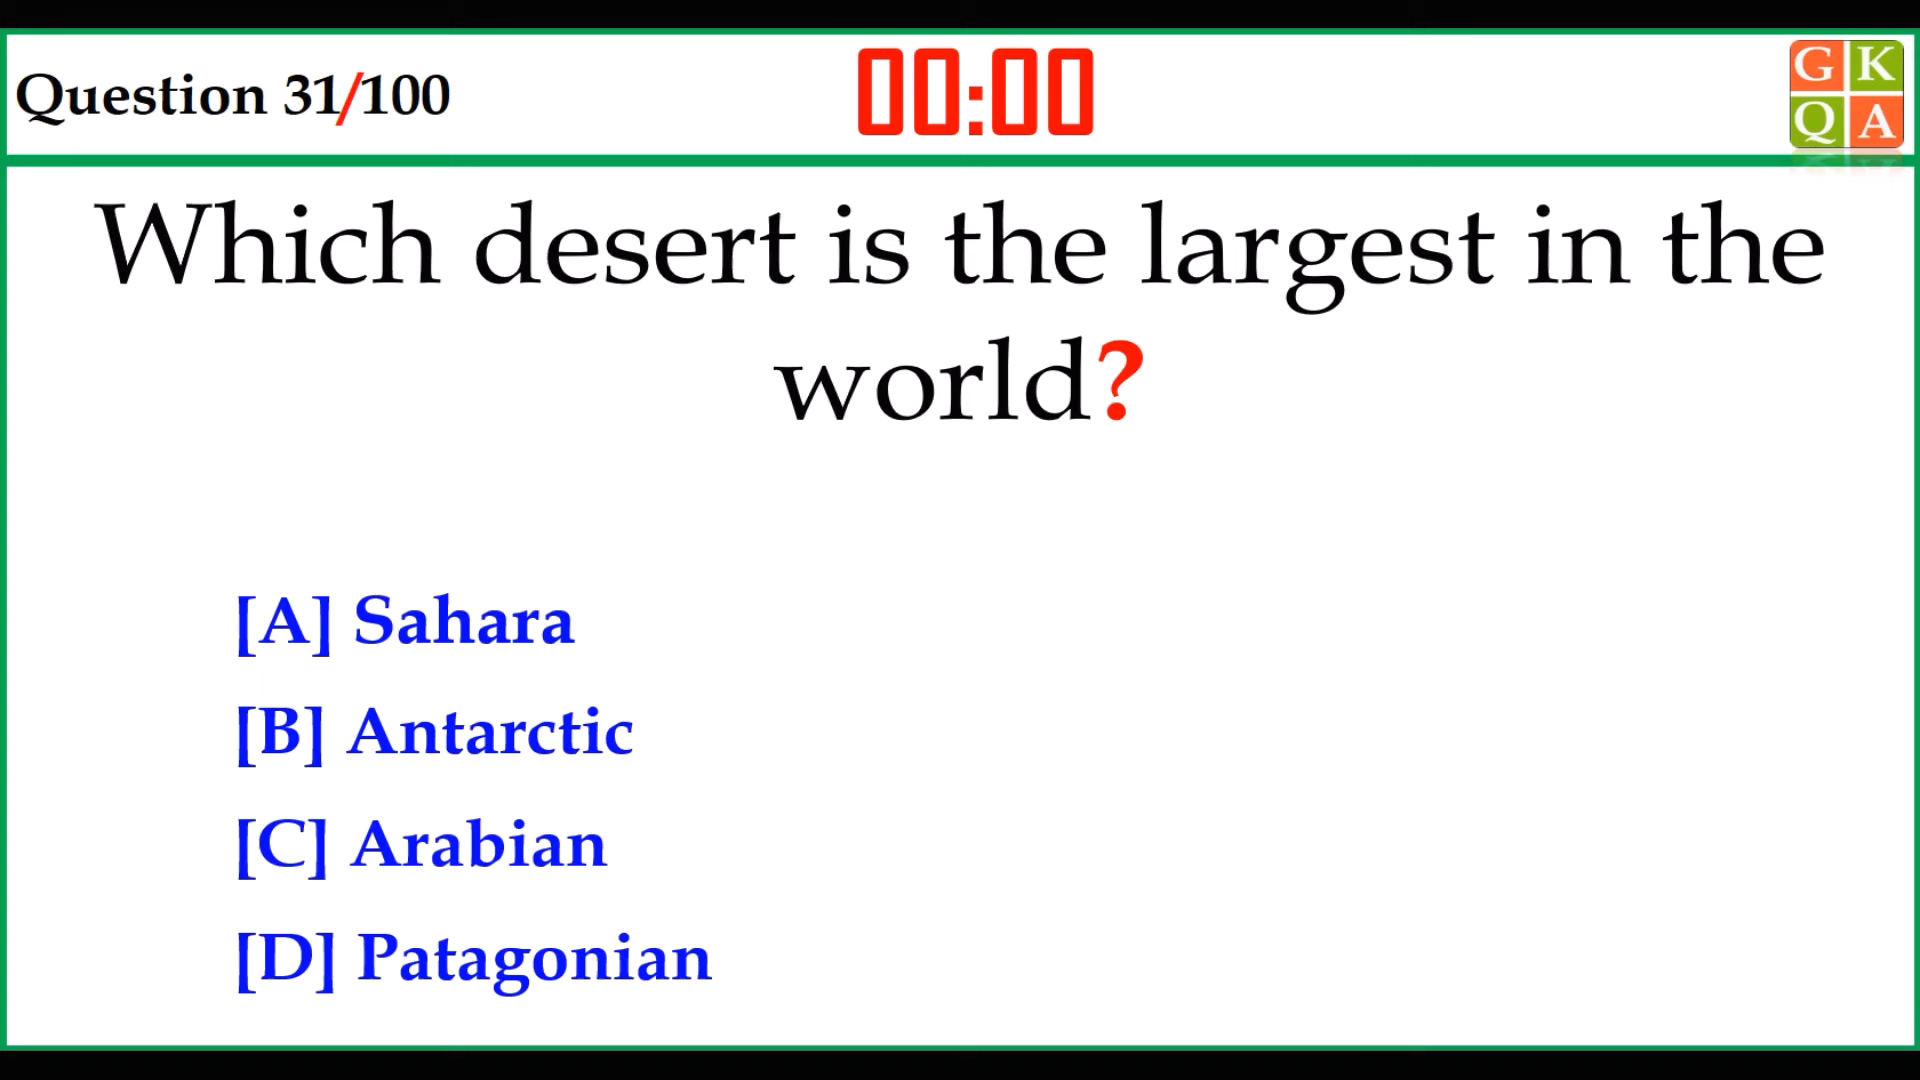 Question 31/100
00:00
G K
Q A
Which desert is the largest in the
world?
[A] Sahara
[B] Antarctic
[C] Arabian
[D] Patagonian